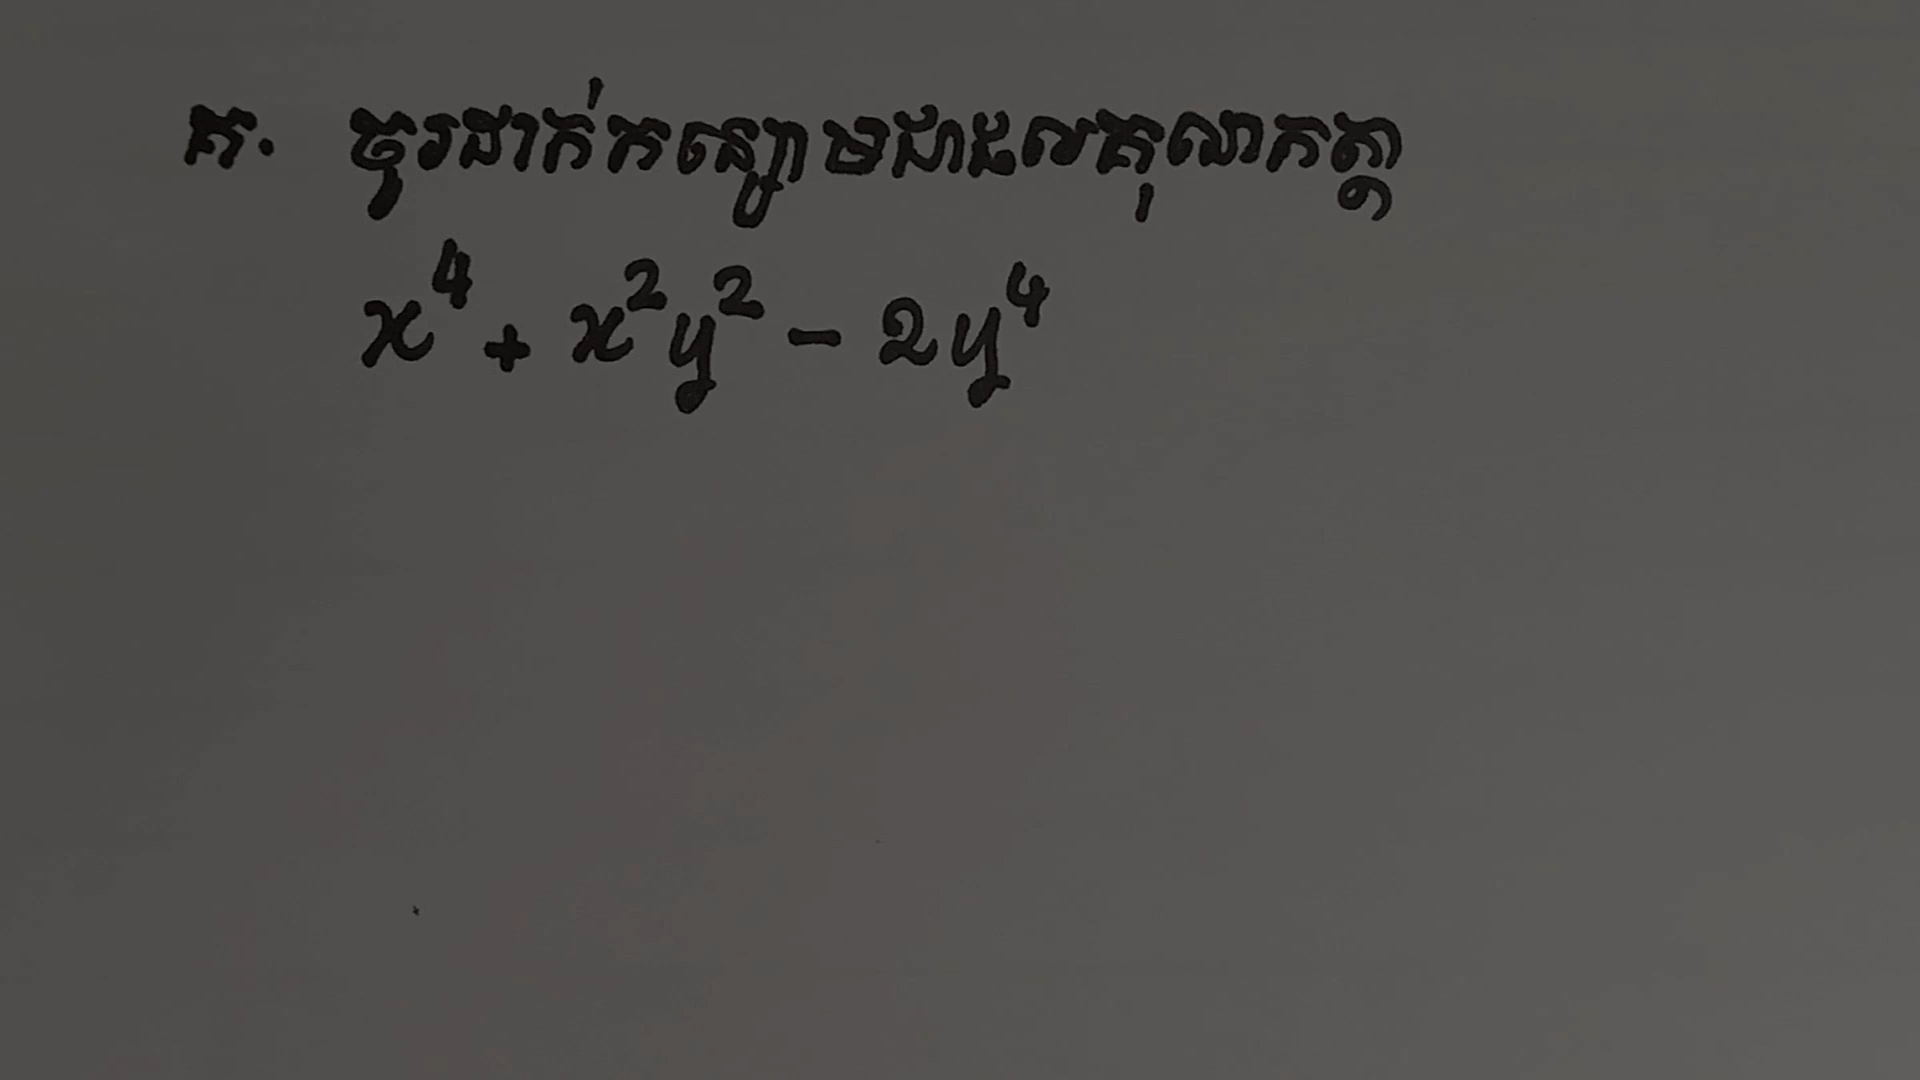 គ. ចូរដាក់កន្សោមជាផលគុណកត្តា
x⁴ + x²y² - 2y⁴